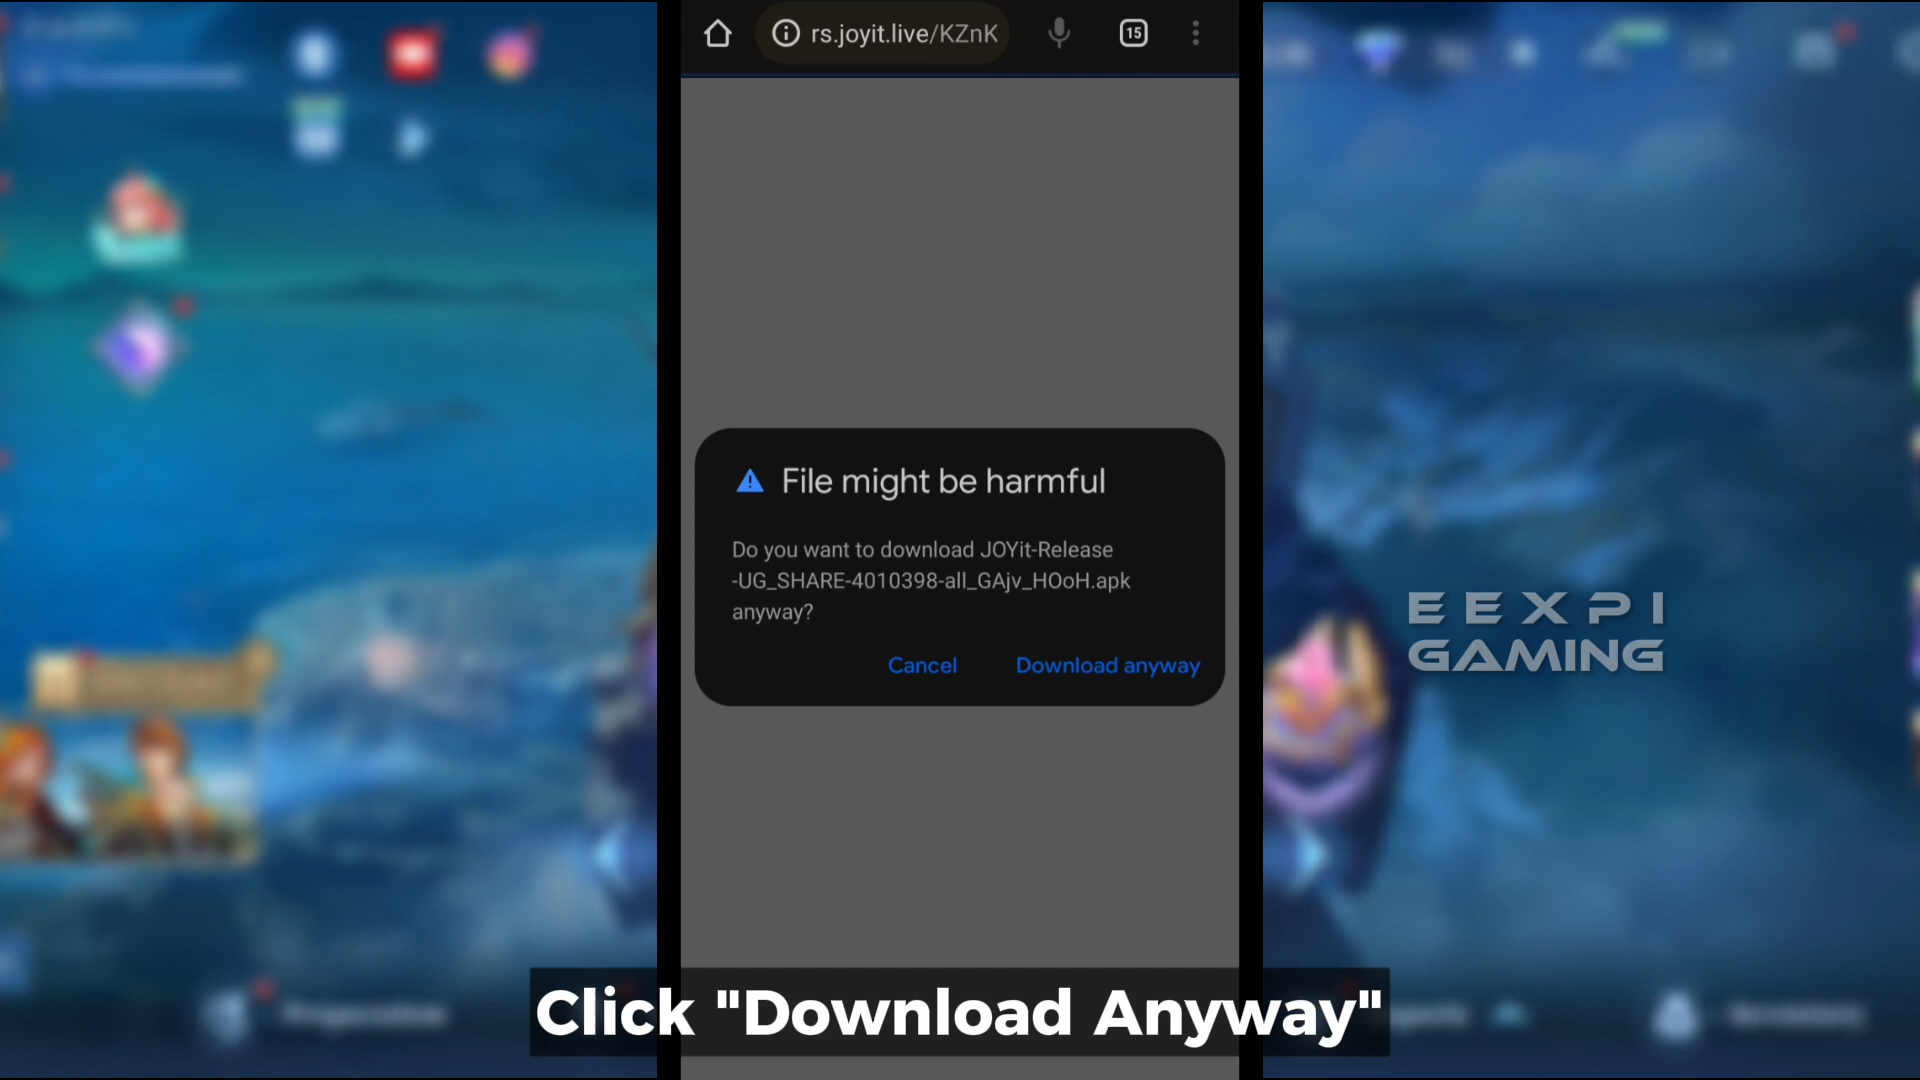 rs.joyit.live/KZnK
15
File might be harmful
Do you want to download JOYit-Release
-UG_SHARE-4010398-all_GAjv_HOoH.apk
anyway?
Cancel
Download anyway
EEXPI
GAMING
Click "Download Anyway"